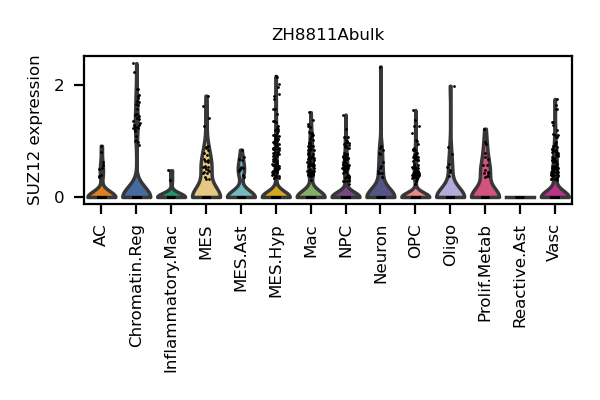 ZH8811Abulk
SUZ12 expression
2
0
AC
Chromatin.Reg
Inflammatory.Mac
MES
MES.Ast
MES.Hyp
Mac
NPC
Neuron
OPC
Oligo
Prolif.Metab
Reactive.Ast
Vasc